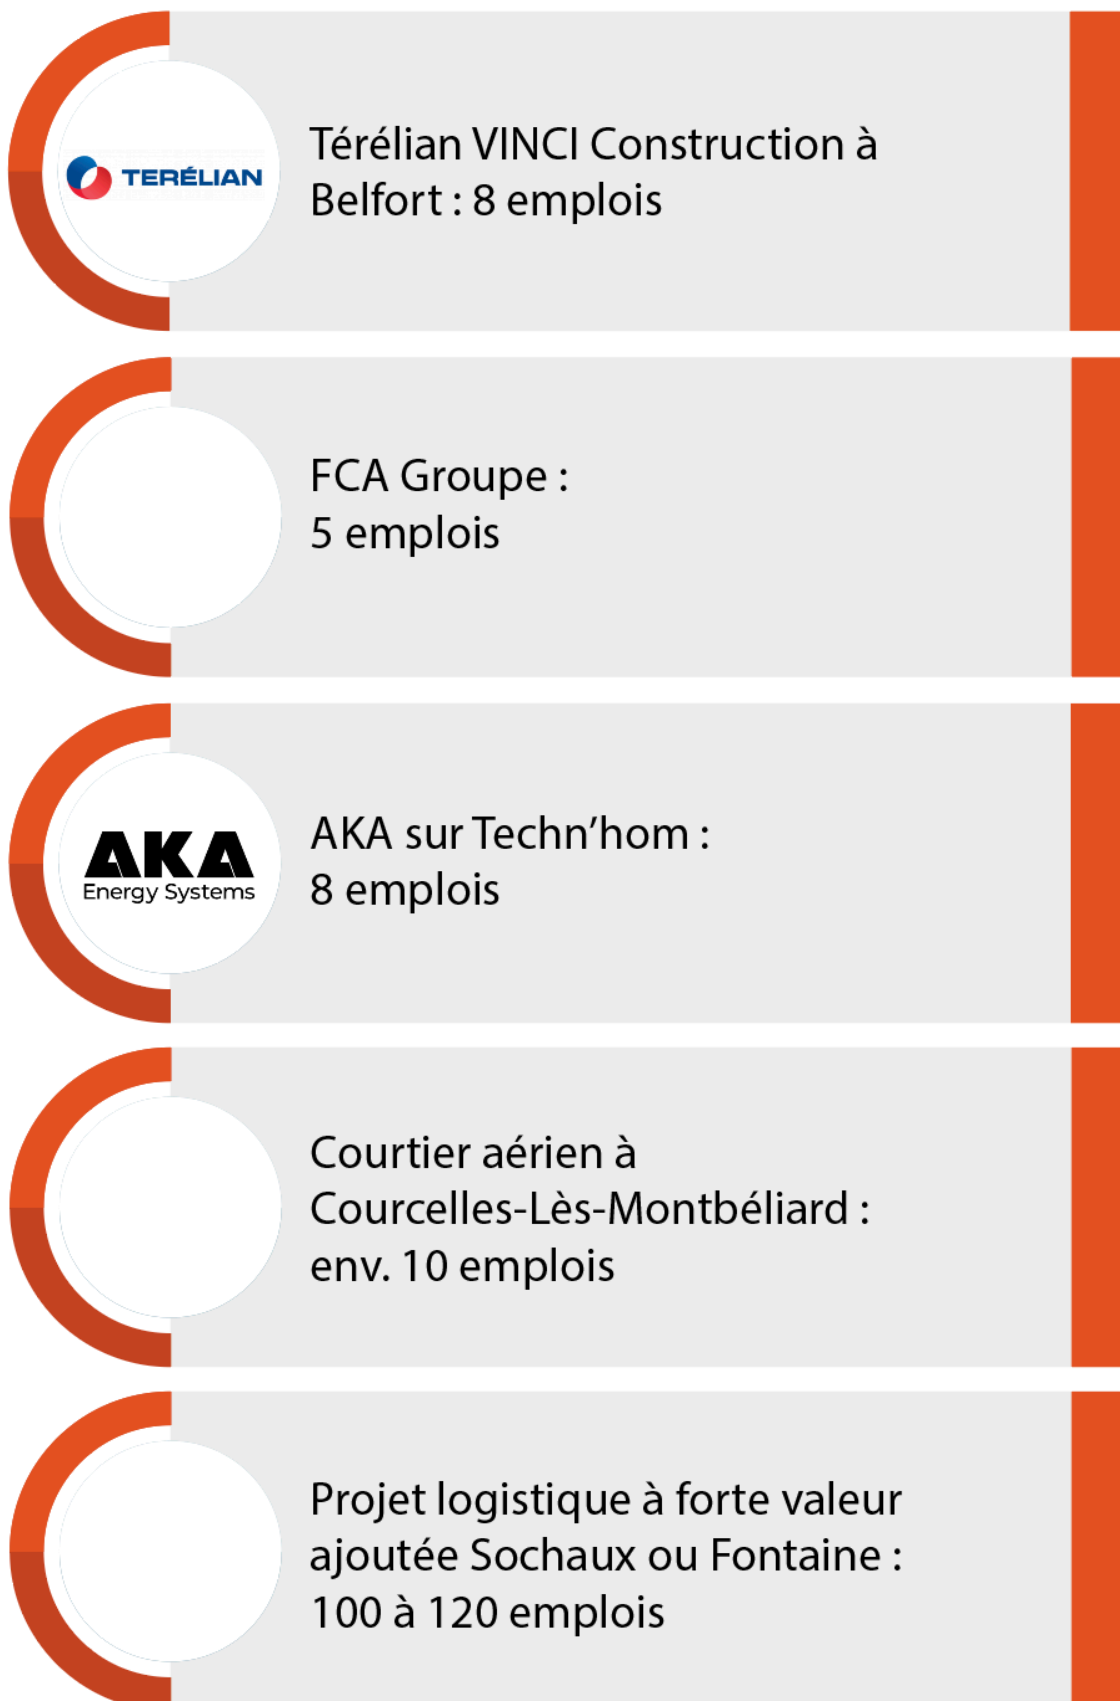 TERÉLIAN
Térélian VINCI Construction à
Belfort : 8 emplois
FCA Groupe :
5 emplois
AKA
Energy Systems
AKA sur Techn’hom :
8 emplois
Courtier aérien à
Courcelles-Lès-Montbéliard :
env. 10 emplois
Projet logistique à forte valeur
ajoutée Sochaux ou Fontaine :
100 à 120 emplois